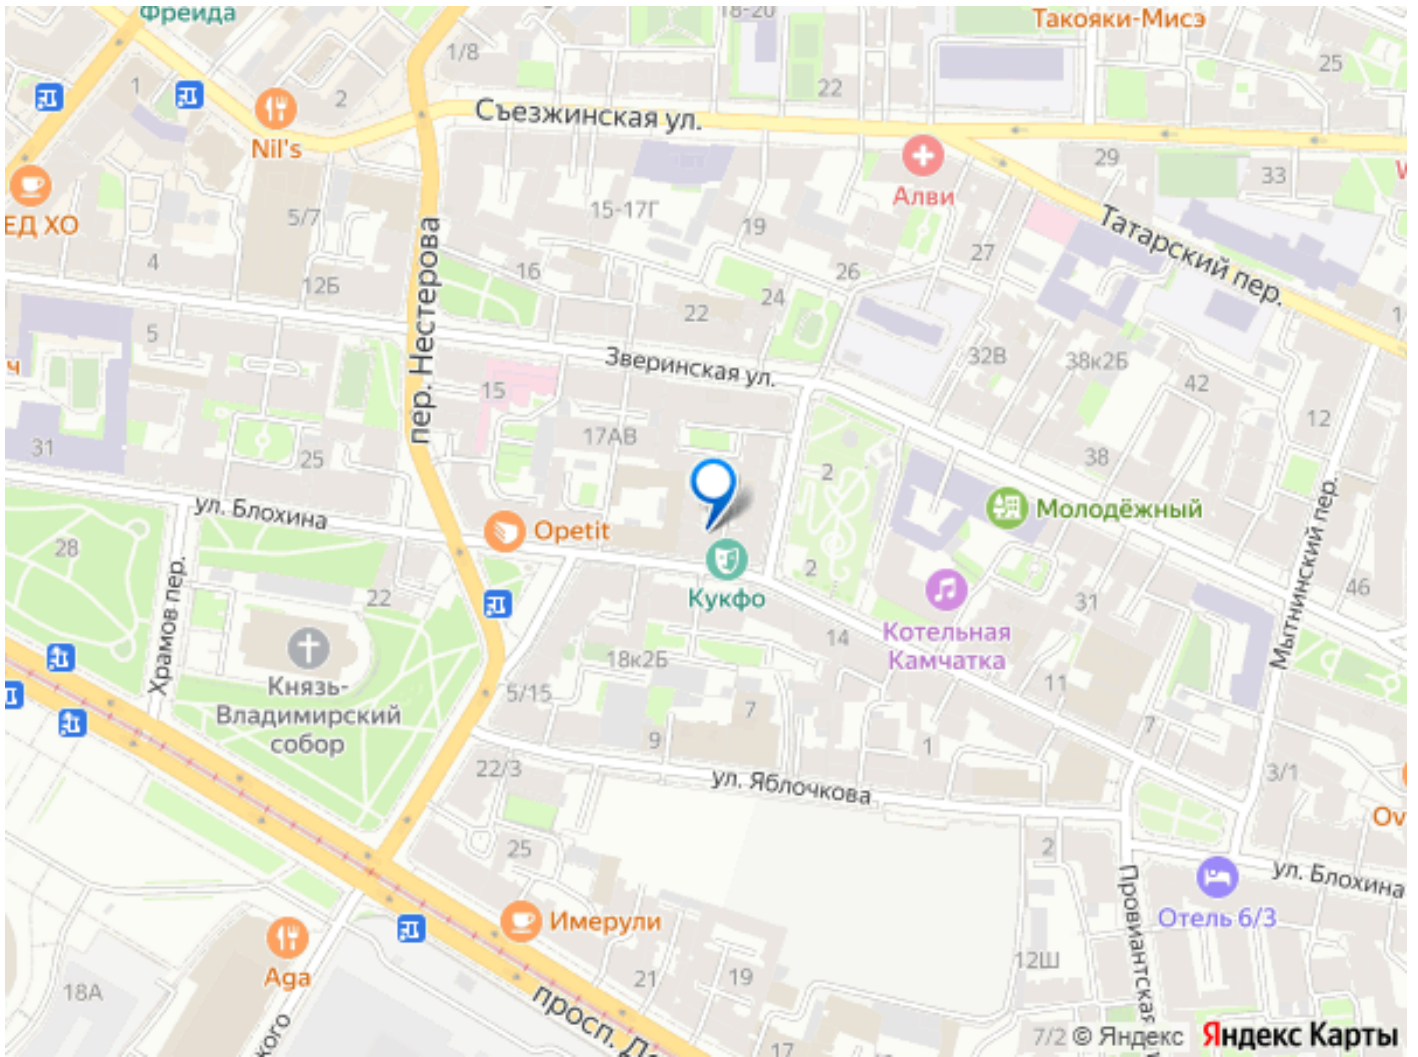 Фрейда
18-20
Такояки-Мисэ
1/8
25
1
2
22
Съезжинская ул.
Nil's
29
33
Алви
ЕД ХО
15-17Г
5/7
19
Татарский пер.
27
4
16
26
12Б
24
22
пер. Нестерова
5
Зверинская ул.
32В
38к2Б
15
42
12
17АВ
31
25
38
2
ул. Блохина
Молодёжный
Opetit
28
Мытнинский пер.
2
22
Кукфо
46
31
Храмов пер.
14
Котельная
Камчатка
18к2Б
Князь-
Владимирский
собор
5/15
11
7
7
9
1
22/3
ул. Яблочкова
3/1
Ov
25
2
ул. Блохина
Провиантская
Отель 6/3
Имерули
Aga
12Ш
18А
21
19
просп. До
кого
17
7/2
© Яндекс
Яндекс Карты